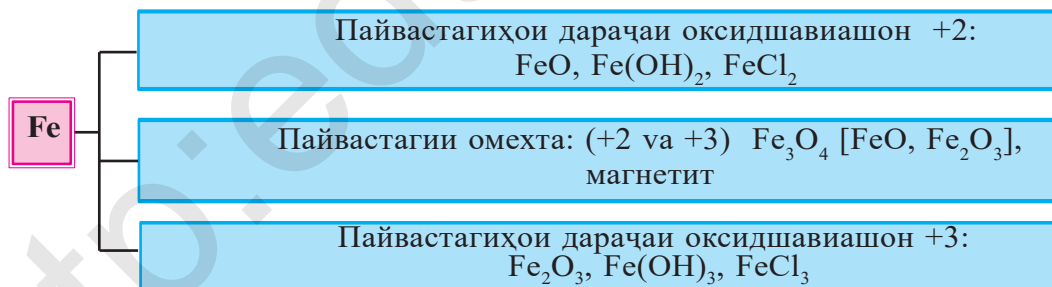 Пайвастагиҳои дараҷаи оксидшавиашон +2:
FeO, Fe(OH)₂, FeCl₂
Fe
Пайвастагии омехта: (+2 va +3) Fe₃O₄ [FeO, Fe₂O₃],
магнетит
Пайвастагиҳои дараҷаи оксидшавиашон +3:
Fe₂O₃, Fe(OH)₃, FeCl₃